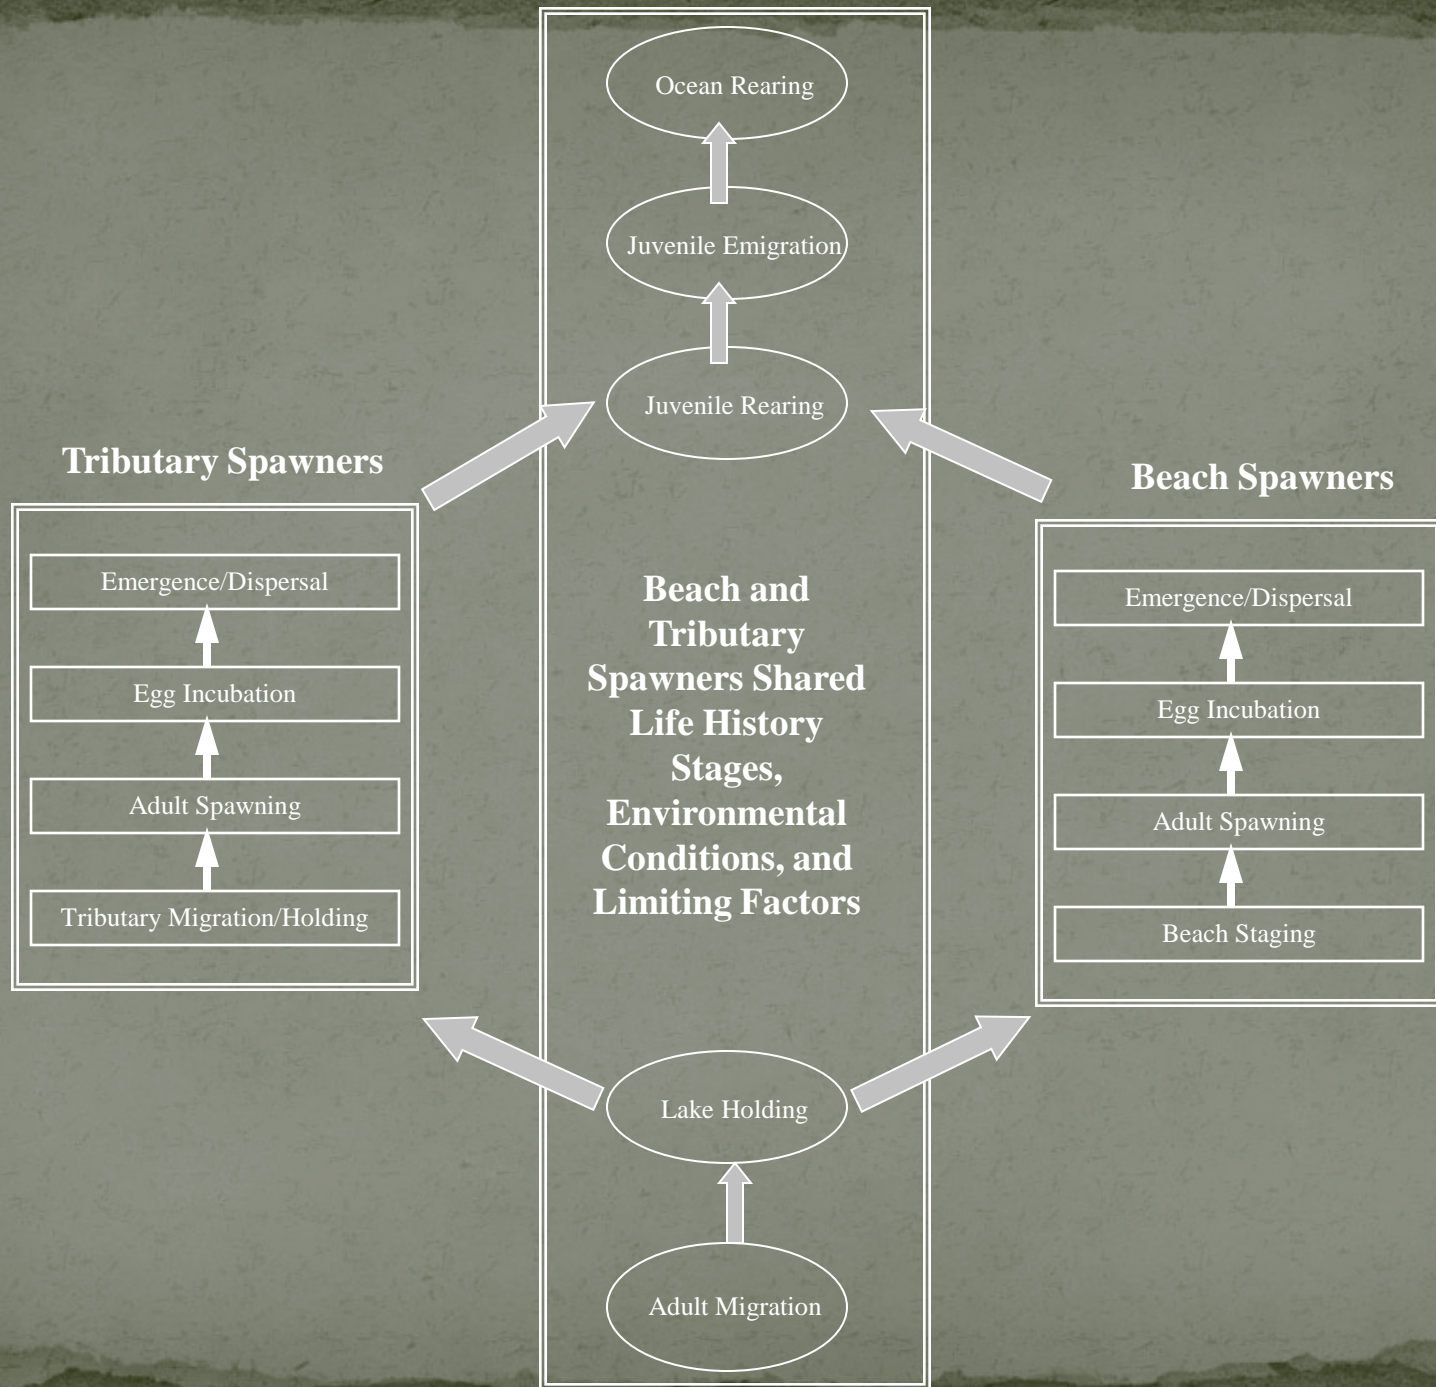 Ocean Rearing
Juvenile Emigration
Juvenile Rearing
Tributary Spawners
Emergence/Dispersal
Egg Incubation
Adult Spawning
Tributary Migration/Holding
Beach and
Tributary
Spawners Shared
Life History
Stages,
Environmental
Conditions, and
Limiting Factors
Beach Spawners
Emergence/Dispersal
Egg Incubation
Adult Spawning
Beach Staging
Lake Holding
Adult Migration